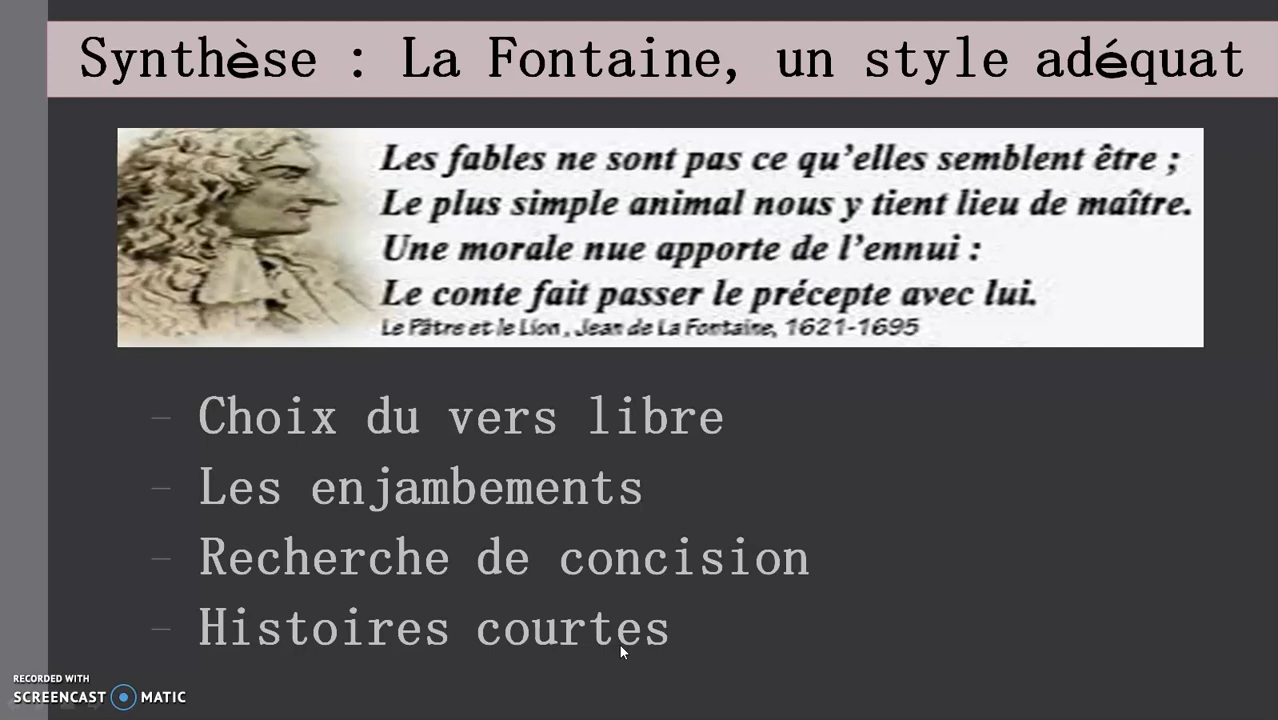 Synthèse : La Fontaine, un style adéquat
Les fables ne sont pas ce qu'elles semblent être ;
Le plus simple animal nous y tient lieu de maître.
Une morale nue apporte de l'ennui :
Le conte fait passer le précepte avec lui.
Le Pâtre et le Lion , Jean de La Fontaine, 1621-1695
– Choix du vers libre
– Les enjambements
– Recherche de concision
– Histoires courtes
RECORDED WITH
SCREENCAST MATIC